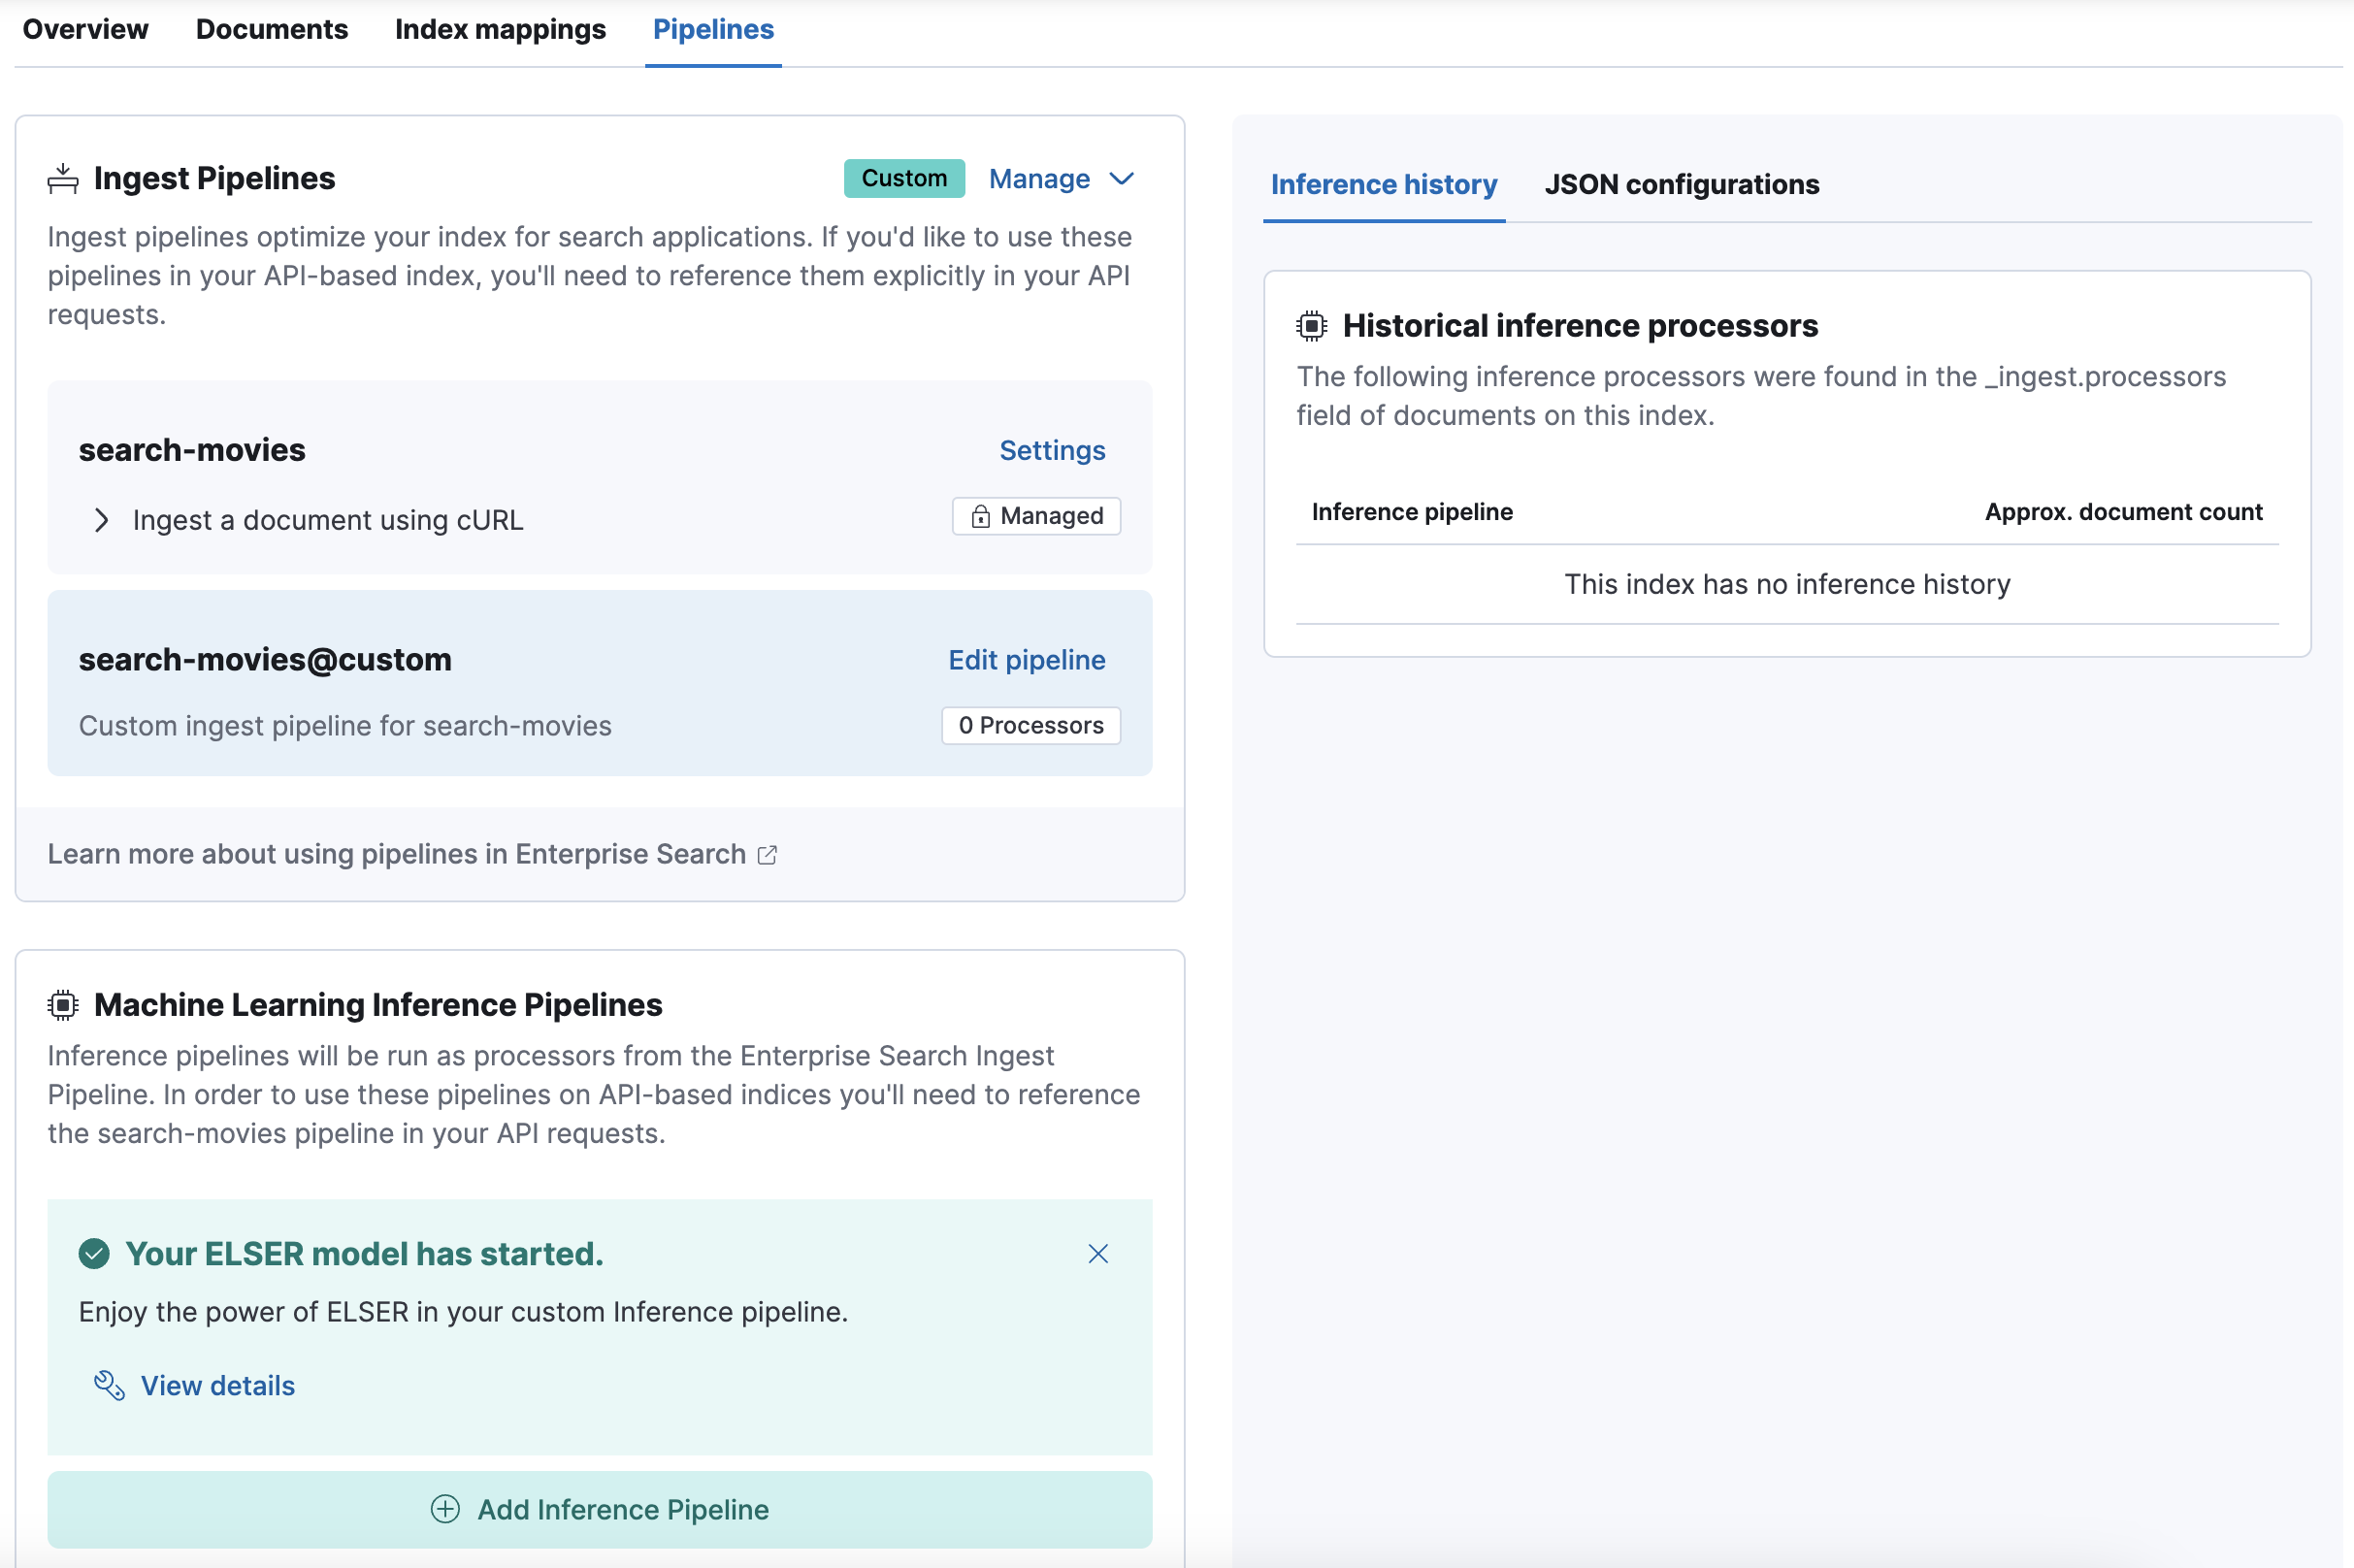 Overview Documents Index mappings Pipelines
Ingest Pipelines Custom Manage
Ingest pipelines optimize your index for search applications. If you'd like to use these
pipelines in your API-based index, you'll need to reference them explicitly in your API
requests.
search-movies Settings
Ingest a document using cURL Managed
search-movies@custom Edit pipeline
Custom ingest pipeline for search-movies 0 Processors
Learn more about using pipelines in Enterprise Search
Machine Learning Inference Pipelines
Inference pipelines will be run as processors from the Enterprise Search Ingest
Pipeline. In order to use these pipelines on API-based indices you'll need to reference
the search-movies pipeline in your API requests.
Your ELSER model has started.
Enjoy the power of ELSER in your custom Inference pipeline.
View details
Add Inference Pipeline
Inference history JSON configurations
Historical inference processors
The following inference processors were found in the _ingest.processors
field of documents on this index.
Inference pipeline Approx. document count
This index has no inference history